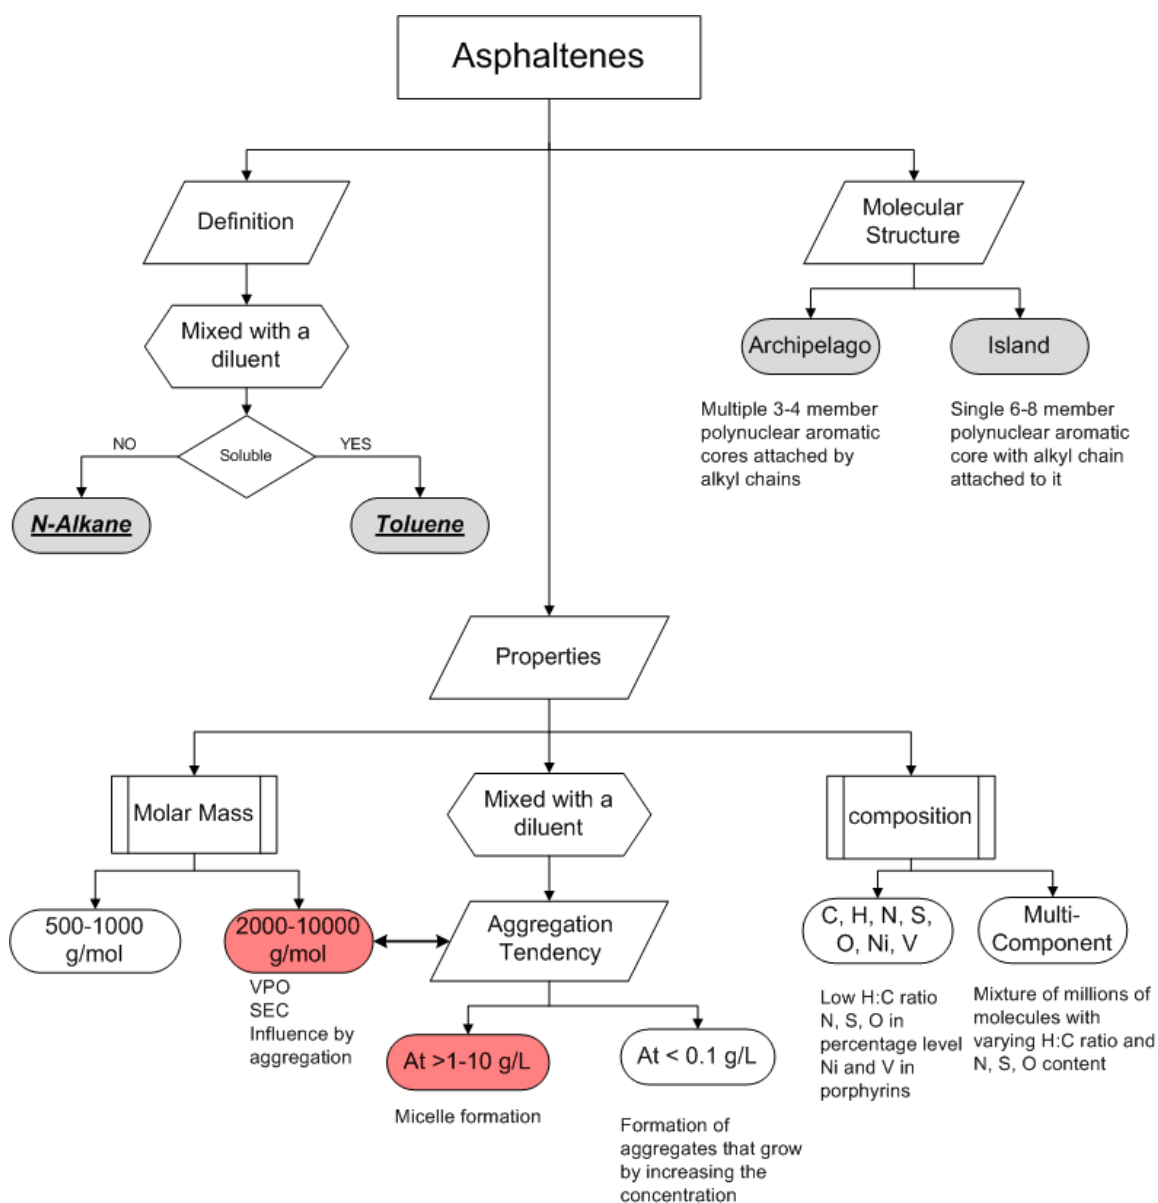 Asphaltenes
Definition
Mixed with a
diluent
Soluble
NO
YES
N-Alkane
Toluene
Molecular
Structure
Archipelago
Island
Multiple 3-4 member
polynuclear aromatic
cores attached by
alkyl chains
Single 6-8 member
polynuclear aromatic
core with alkyl chain
attached to it
Properties
Molar Mass
Mixed with a
diluent
composition
500-1000
g/mol
2000-10000
g/mol
VPO
SEC
Influence by
aggregation
Aggregation
Tendency
At >1-10 g/L
Micelle formation
At < 0.1 g/L
Formation of
aggregates that grow
by increasing the
concentration
C, H, N, S,
O, Ni, V
Low H:C ratio
N, S, O in
percentage level
Ni and V in
porphyrins
Multi-
Component
Mixture of millions of
molecules with
varying H:C ratio and
N, S, O content